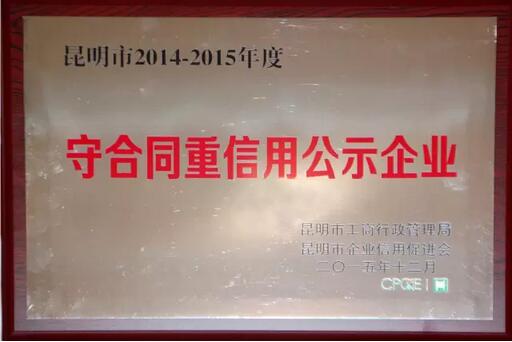 昆明市2014-2015年度
守合同重信用公示企业
昆明市工商行政管理局
昆明市企业信用促进会
二〇一五年十二月